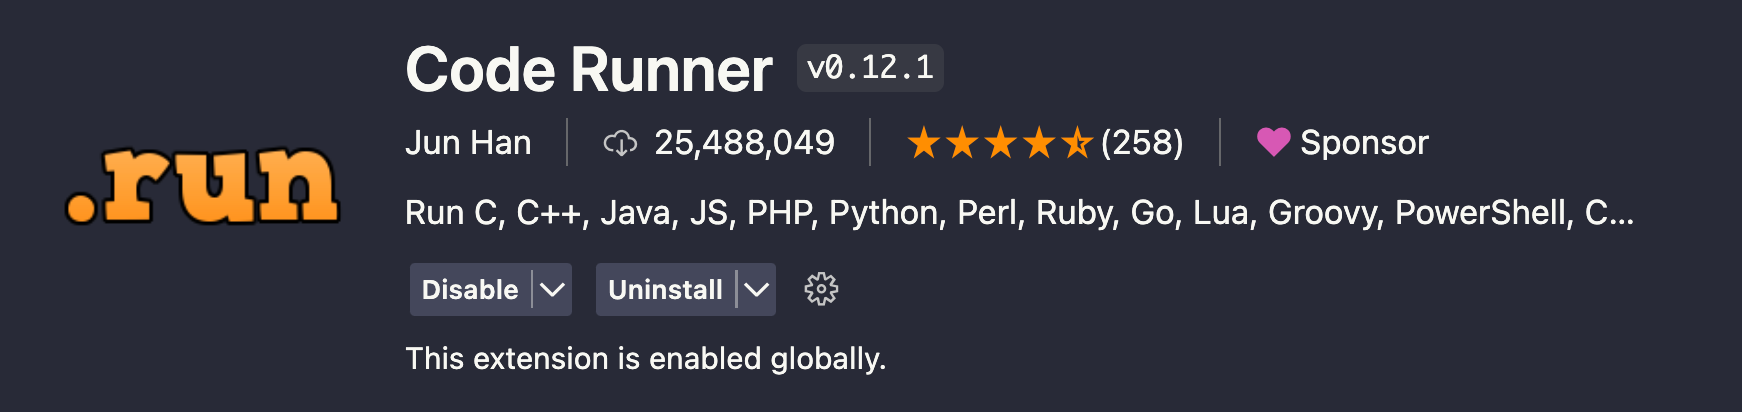 .run
Code Runner v0.12.1
Jun Han 25,488,049 (258) Sponsor
Run C, C++, Java, JS, PHP, Python, Perl, Ruby, Go, Lua, Groovy, PowerShell, C...
Disable Uninstall
This extension is enabled globally.